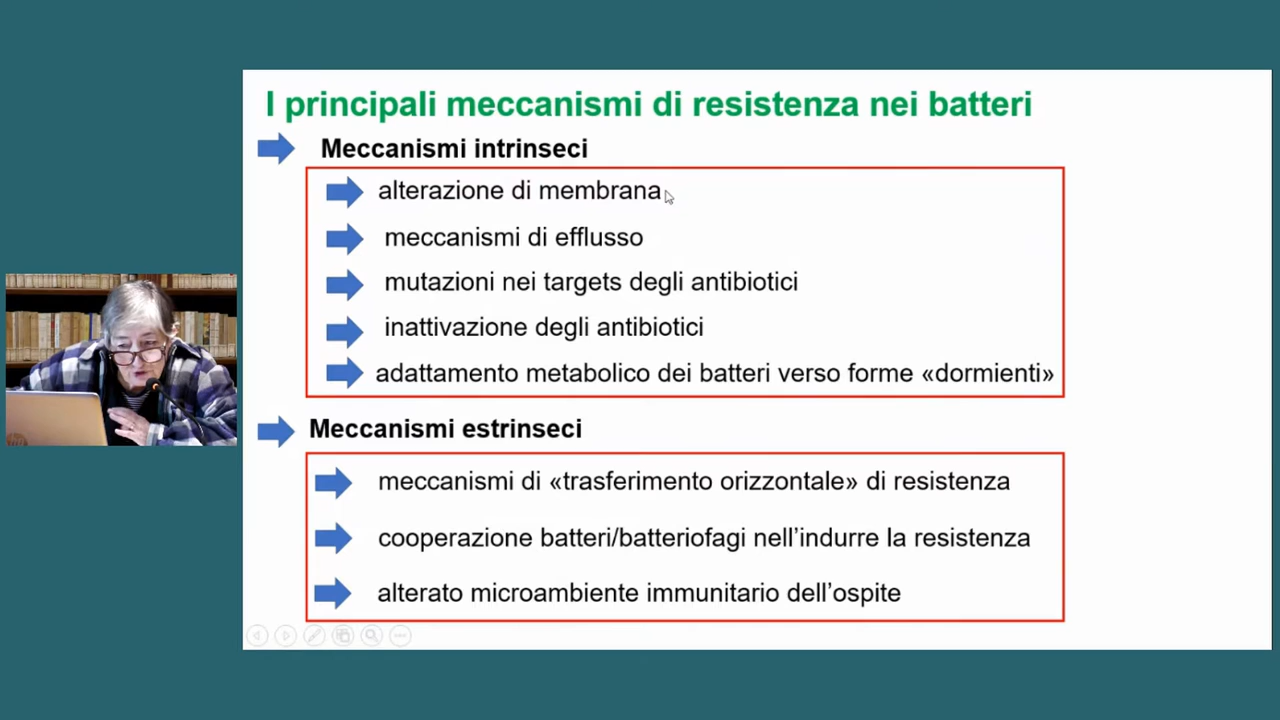 I principali meccanismi di resistenza nei batteri
Meccanismi intrinseci
alterazione di membrana
meccanismi di efflusso
mutazioni nei targets degli antibiotici
inattivazione degli antibiotici
adattamento metabolico dei batteri verso forme «dormienti»
Meccanismi estrinseci
meccanismi di «trasferimento orizzontale» di resistenza
cooperazione batteri/batteriofagi nell’indurre la resistenza
alterato microambiente immunitario dell’ospite